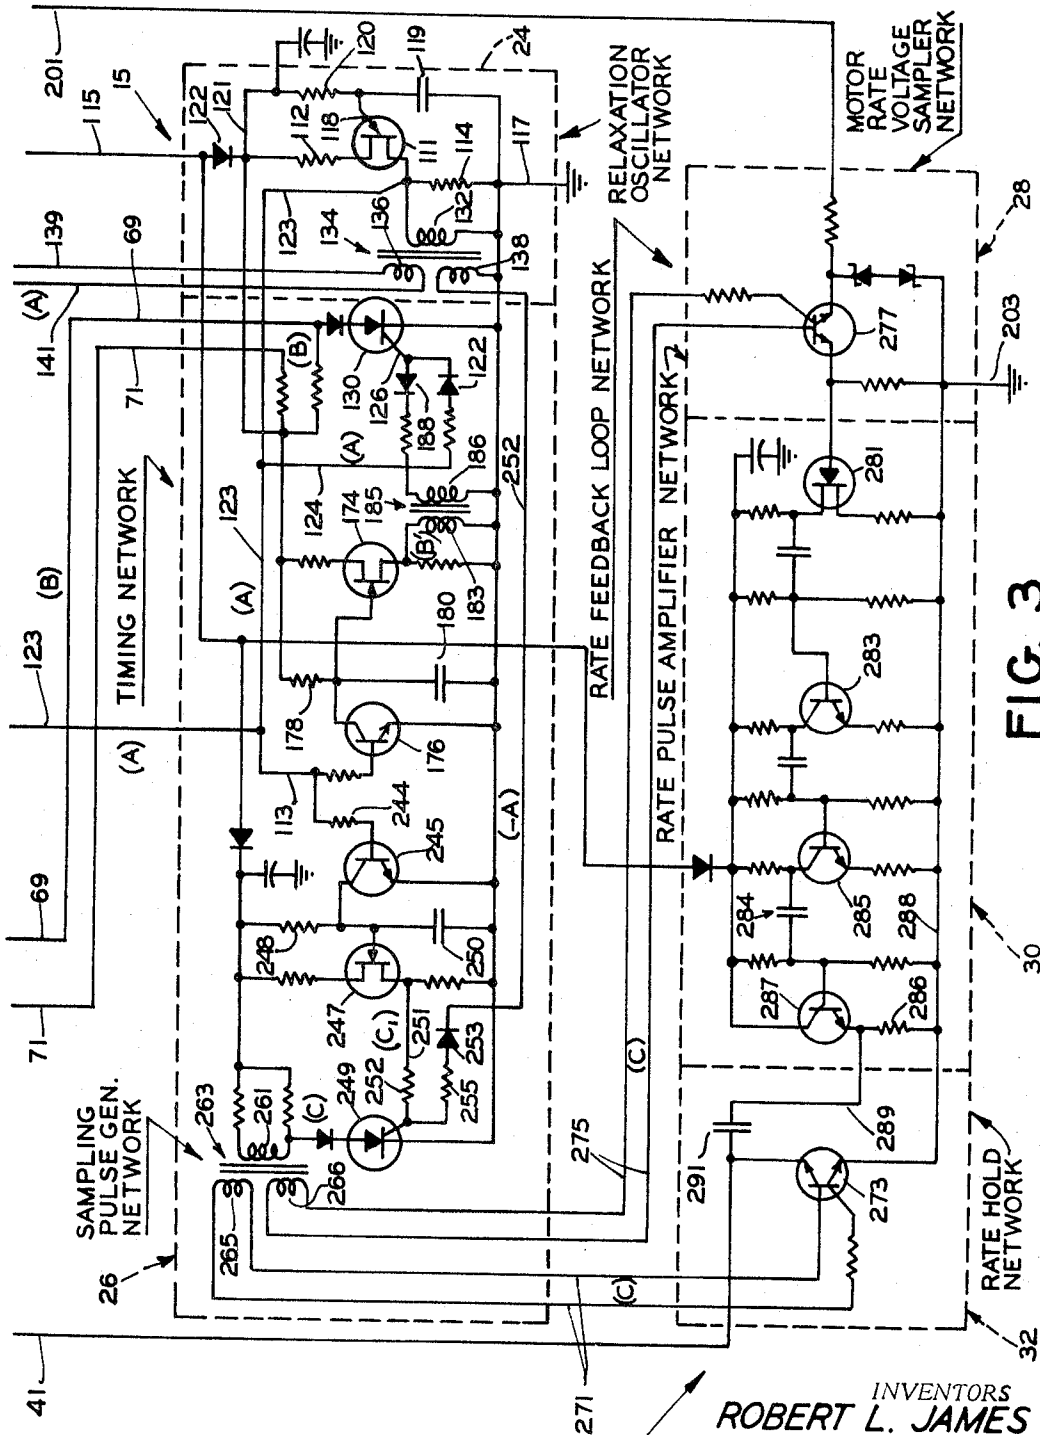 201
115
15
122
121
139
(A)
141
69
71
(B)
123
(A)
69
71
TIMING NETWORK
SAMPLING
PULSE GEN.
NETWORK
26
41
120
119
24
112
118
111
114
117
123
134
136
132
138
RELAXATION
OSCILLATOR
NETWORK
(B)
130
126
188
122
(A)
124
186
185
252
174
(B')
183
123
(A)
180
178
176
113
244
245
(-A)
248
250
247
(C₁)
251
253
252
255
249
(C)
263
261
266
265
RATE FEEDBACK LOOP NETWORK
RATE PULSE AMPLIFIER NETWORK
MOTOR
RATE
VOLTAGE
SAMPLER
NETWORK
28
277
203
281
283
284
285
288
30
287
286
289
(C)
275
291
273
(C)
271
RATE HOLD
NETWORK
32
FIG. 3
INVENTORS
ROBERT L. JAMES